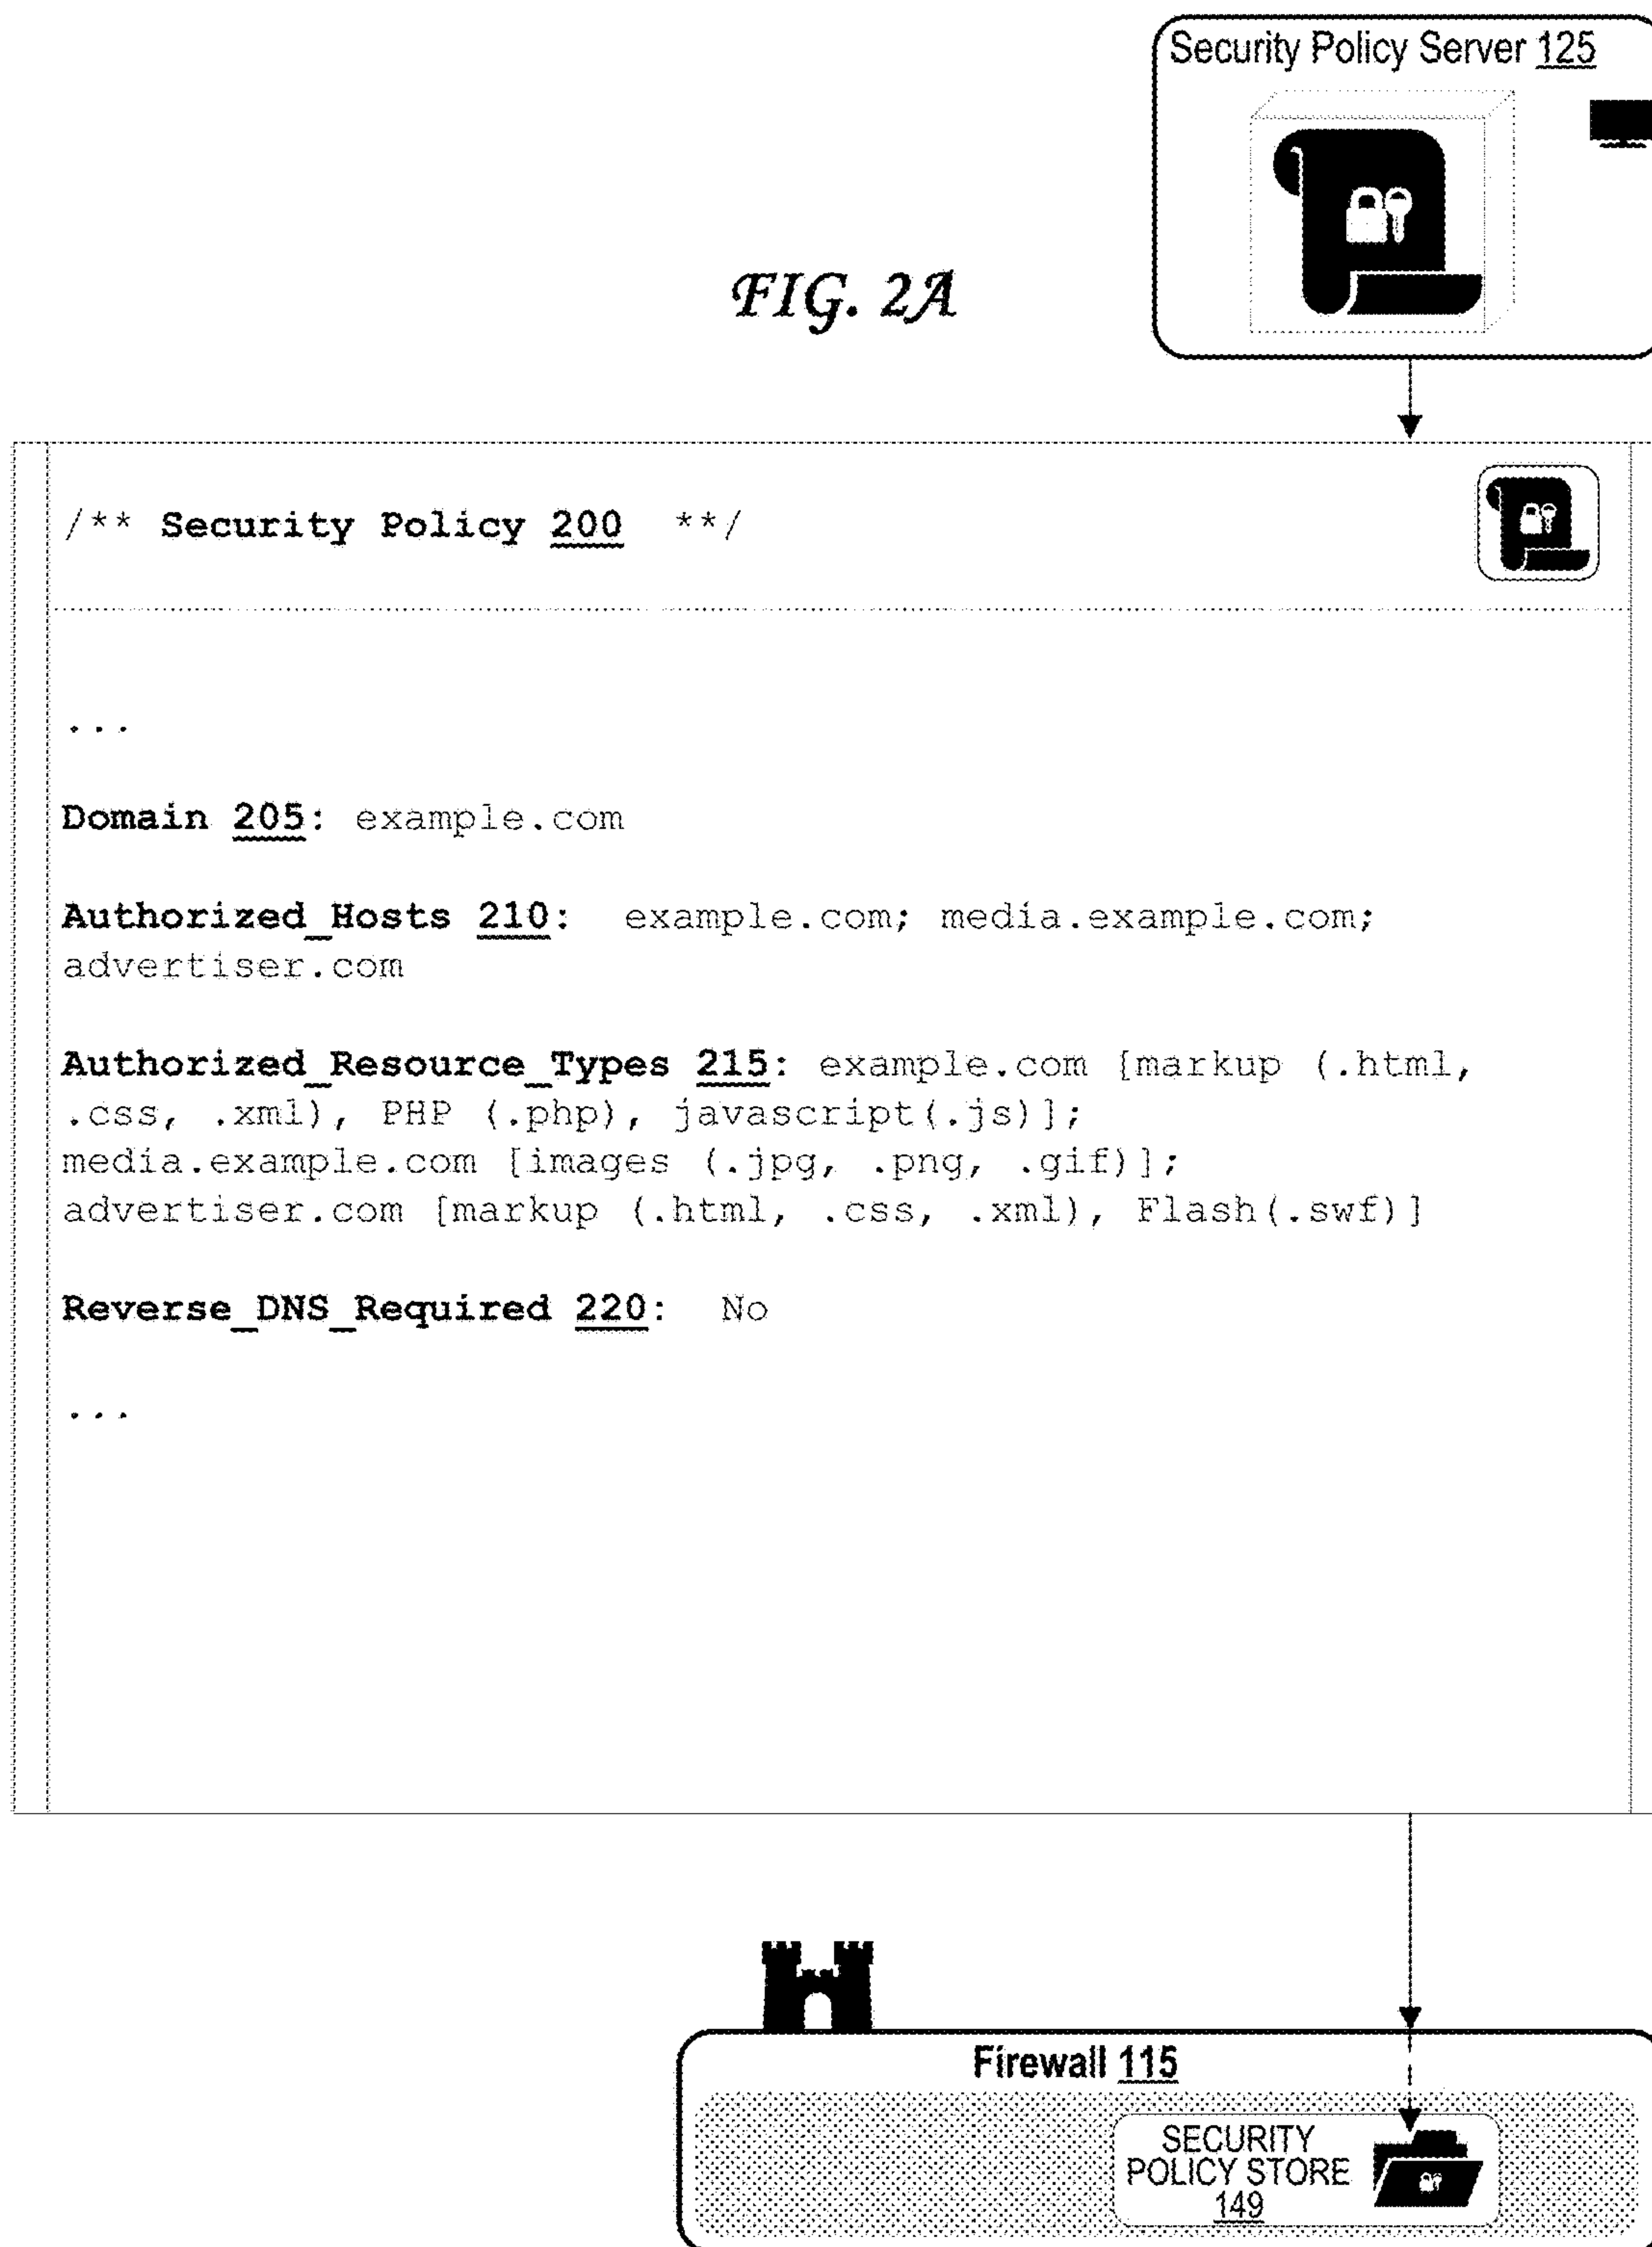 Security Policy Server 125
FIG. 2A
/** Security Policy 200  **/
...
Domain 205: example.com
Authorized_Hosts 210:  example.com; media.example.com;
advertiser.com
Authorized_Resource_Types 215: example.com [markup (.html,
.css, .xml), PHP (.php), javascript(.js)];
media.example.com [images (.jpg, .png, .gif)];
advertiser.com [markup (.html, .css, .xml), Flash(.swf)]
Reverse_DNS_Required 220:  No
...
Firewall 115
SECURITY
POLICY STORE
149